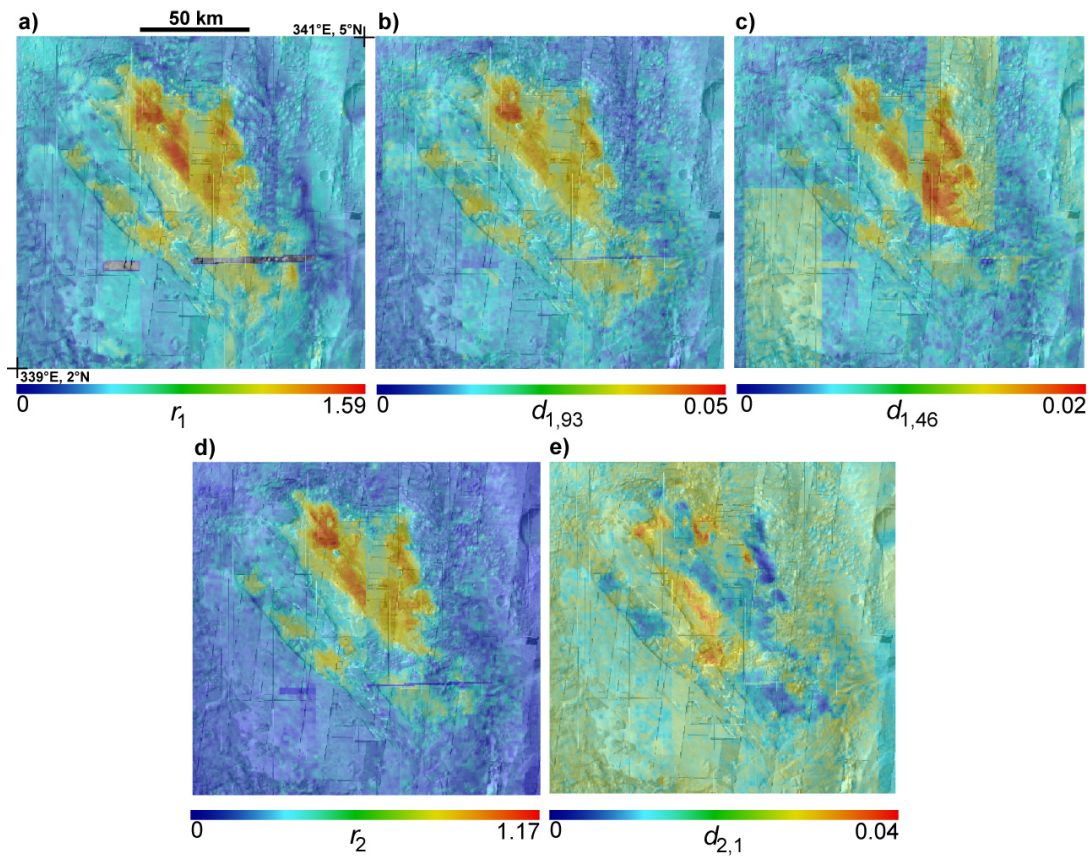 a) 50 km 341°E, 5°N b) c)
339°E, 2°N
0 r1 1.59 0 d1,93 0.05 0 d1,46 0.02
d) e)
0 r2 1.17 0 d2,1 0.04